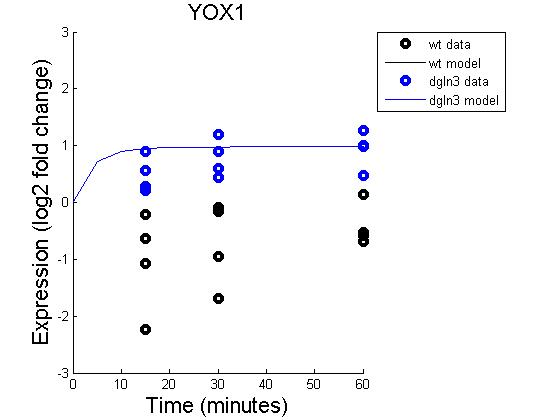 YOX1
Expression (log2 fold change)
3
2
1
0
-1
-2
-3
0 10 20 30 40 50 60
Time (minutes)
wt data
wt model
dgln3 data
dgln3 model